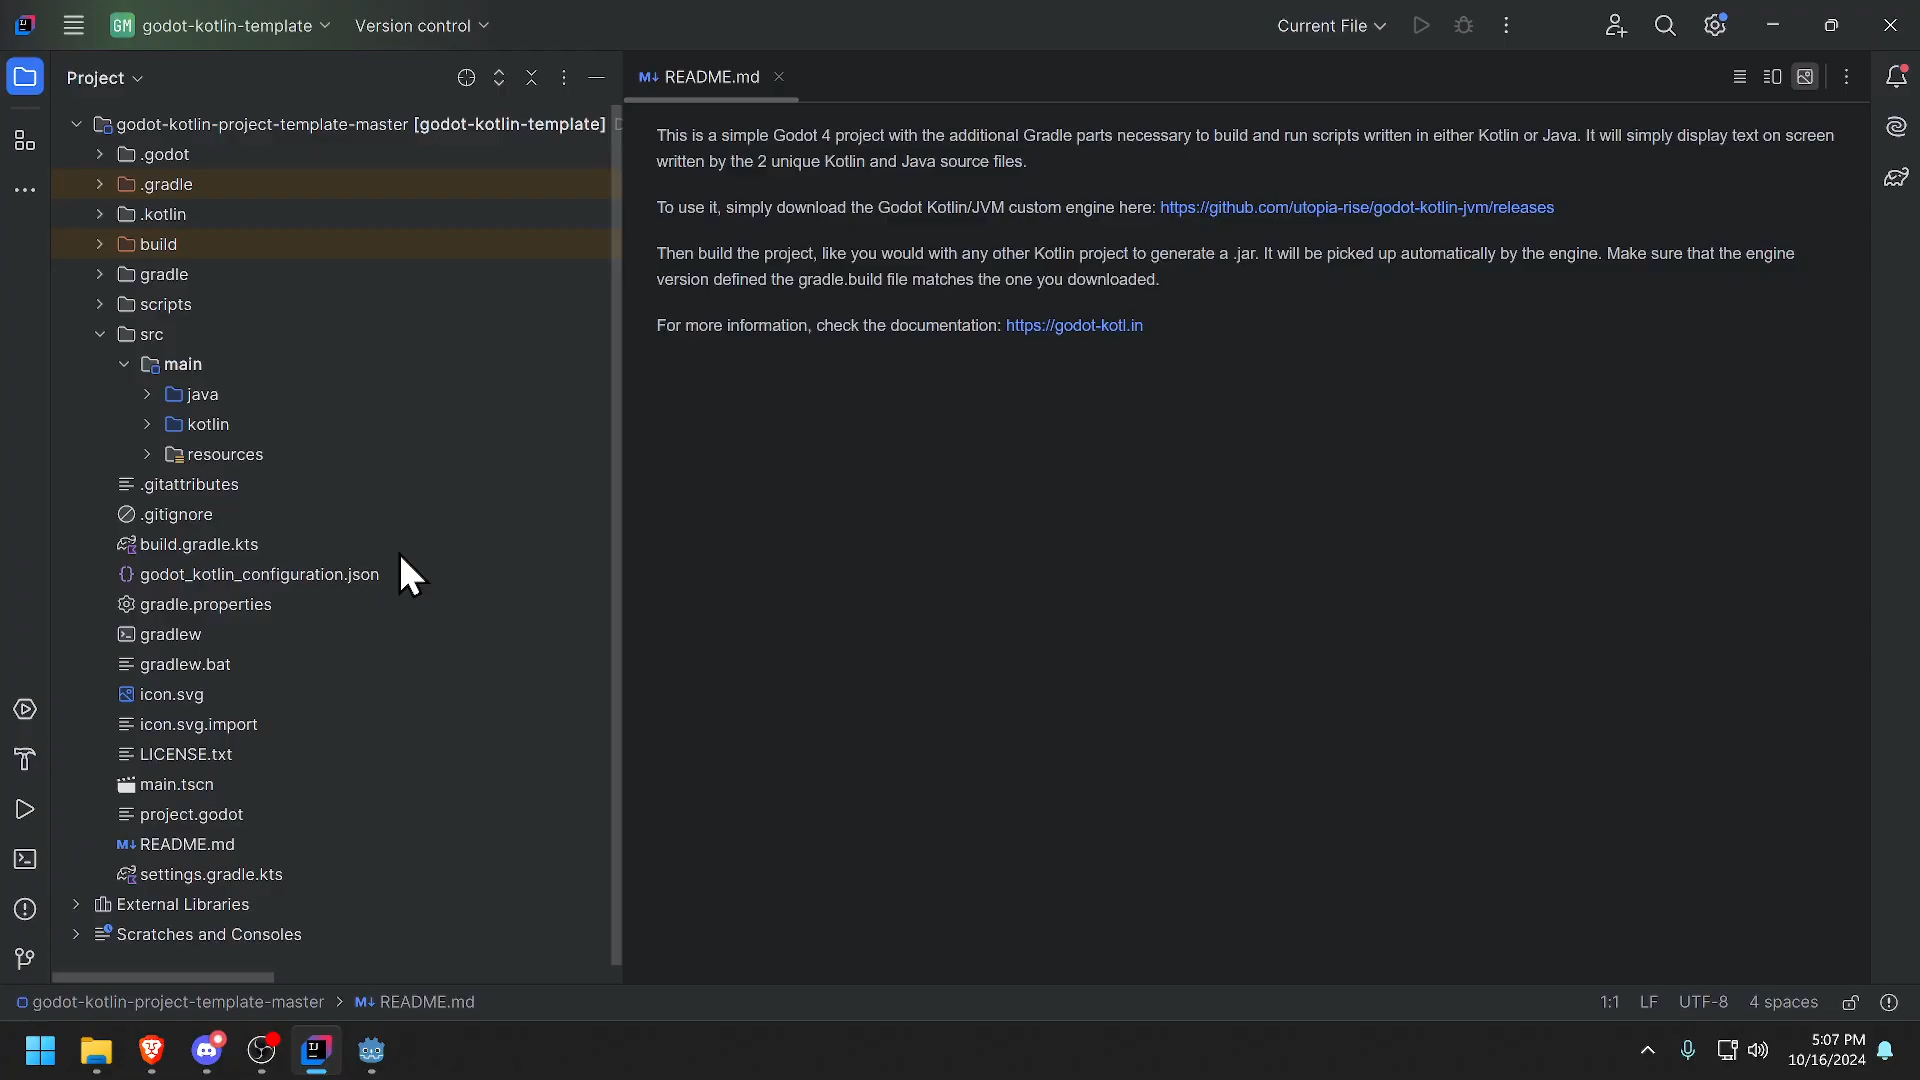 GM godot-kotlin-template Version control Current File
Project
README.md
godot-kotlin-project-template-master [godot-kotlin-template]
.godot
.gradle
.kotlin
build
gradle
scripts
src
main
java
kotlin
resources
.gitattributes
.gitignore
build.gradle.kts
godot_kotlin_configuration.json
gradle.properties
gradlew
gradlew.bat
icon.svg
icon.svg.import
LICENSE.txt
main.tscn
project.godot
README.md
settings.gradle.kts
External Libraries
Scratches and Consoles
This is a simple Godot 4 project with the additional Gradle parts necessary to build and run scripts written in either Kotlin or Java. It will simply display text on screen
written by the 2 unique Kotlin and Java source files.
To use it, simply download the Godot Kotlin/JVM custom engine here: https://github.com/utopia-rise/godot-kotlin-jvm/releases
Then build the project, like you would with any other Kotlin project to generate a .jar. It will be picked up automatically by the engine. Make sure that the engine
version defined the gradle.build file matches the one you downloaded.
For more information, check the documentation: https://godot-kotl.in
godot-kotlin-project-template-master > README.md
1:1 LF UTF-8 4 spaces
5:07 PM
10/16/2024